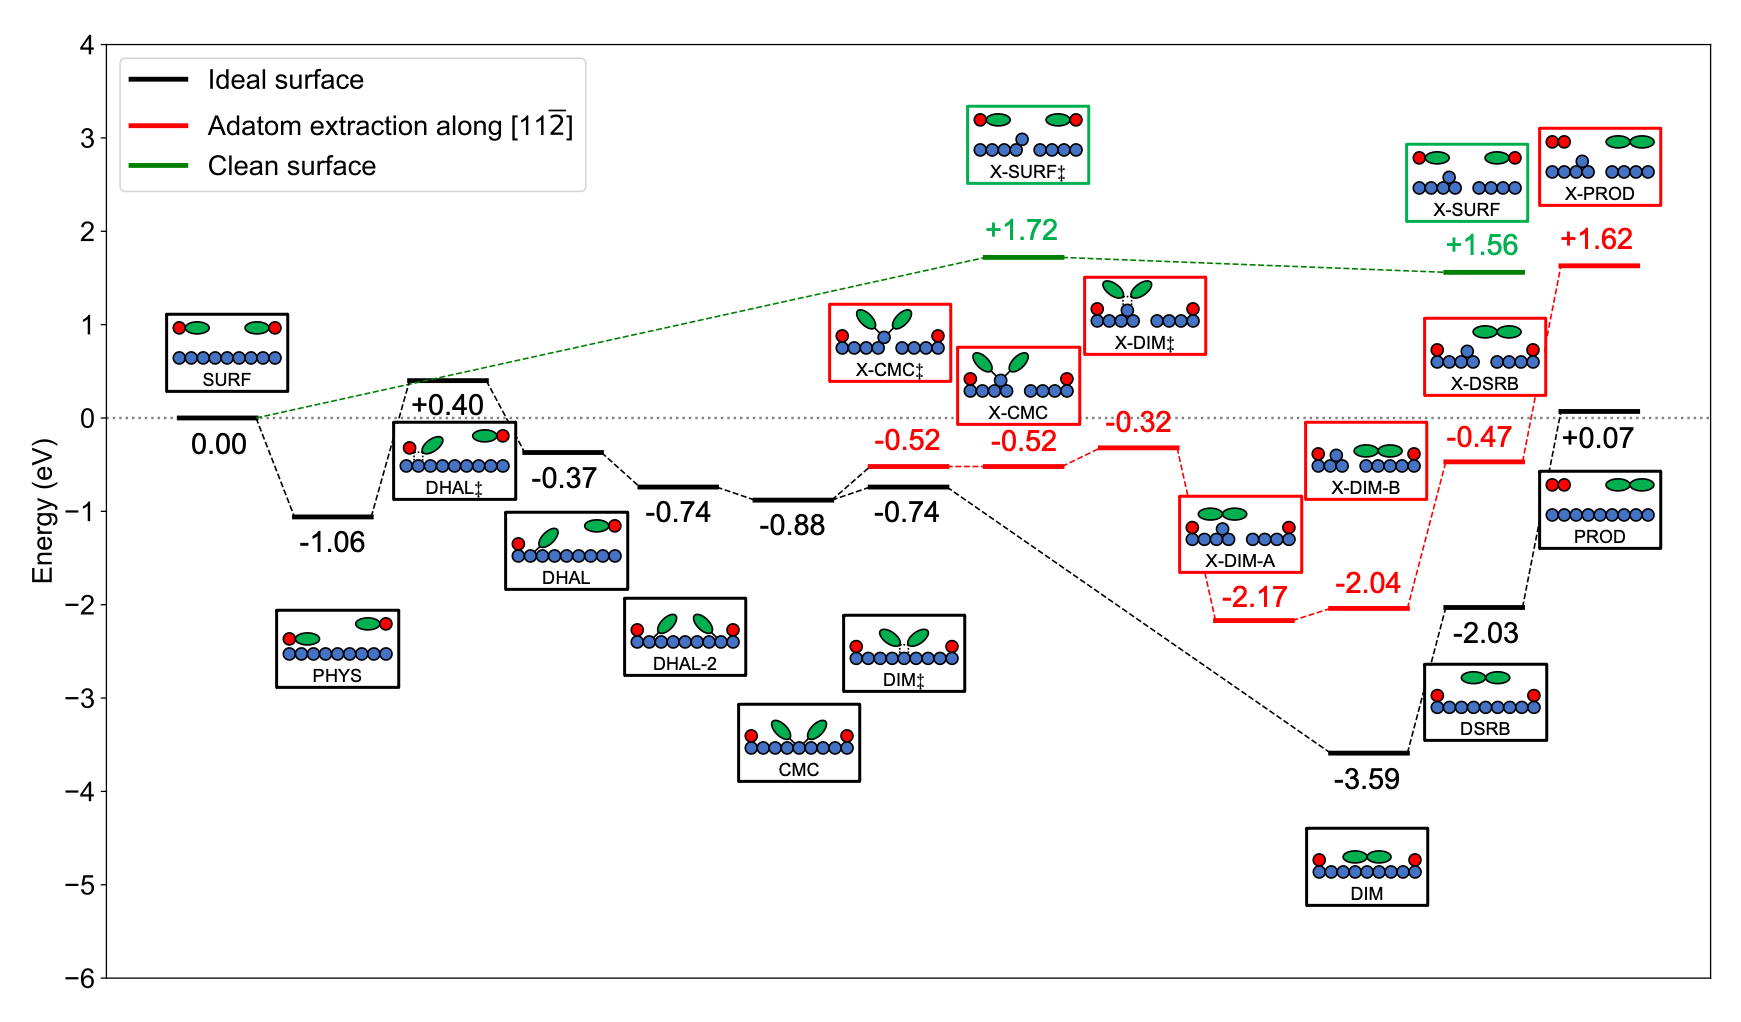 Energy (eV)
4
3
2
1
0
−1
−2
−3
−4
−5
−6
Ideal surface
Adatom extraction along [112̅]
Clean surface
SURF
0.00
PHYS
-1.06
+0.40
DHAL‡
-0.37
DHAL
-0.74
DHAL-2
-0.88
CMC
-0.74
DIM‡
X-CMC‡
-0.52
X-CMC
-0.52
X-SURF‡
+1.72
X-DIM‡
-0.32
X-DIM-A
-2.17
X-DIM-B
-2.04
-3.59
DIM
X-SURF
+1.56
X-DSRB
-0.47
-2.03
DSRB
X-PROD
+1.62
+0.07
PROD